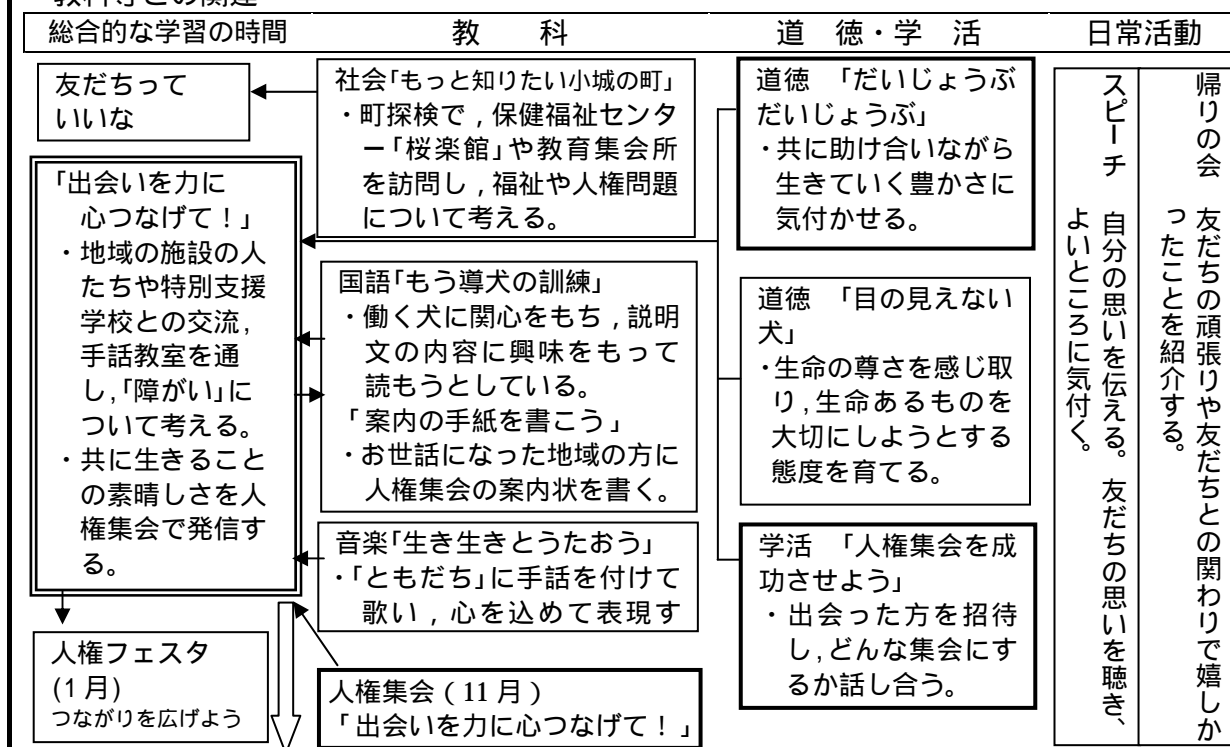 教科等との関連
総合的な学習の時間
教　科
道　徳・学　活
日常活動
友だちって
いいな
「出会いを力に
心つなげて！」
・地域の施設の人
たちや特別支援
学校との交流，
手話教室を通
し，「障がい」に
ついて考える。
・共に生きること
の素晴しさを人
権集会で発信す
る。
人権フェスタ
(1月)
つながりを広げよう
社会「もっと知りたい小城の町」
・町探検で，保健福祉センタ
ー「桜楽館」や教育集会所
を訪問し，福祉や人権問題
について考える。
国語「もう導犬の訓練」
・働く犬に関心をもち，説明
文の内容に興味をもって
読もうとしている。
「案内の手紙を書こう」
・お世話になった地域の方に
人権集会の案内状を書く。
音楽「生き生きとうたおう」
・「ともだち」に手話を付けて
歌い，心を込めて表現す
人権集会（11月）
「出会いを力に心つなげて！」
道徳　「だいじょうぶ
だいじょうぶ」
・共に助け合いながら
生きていく豊かさに
気付かせる。
道徳　「目の見えない
犬」
・生命の尊さを感じ取
り，生命あるものを
大切にしようとする
態度を育てる。
学活　「人権集会を成
功させよう」
・出会った方を招待
し，どんな集会にす
るか話し合う。
帰りの会　友だちの頑張りや友だちとの関わりで嬉しか
ったことを紹介する。
スピーチ　自分の思いを伝える。友だちの思いを聴き、
よいところに気付く。